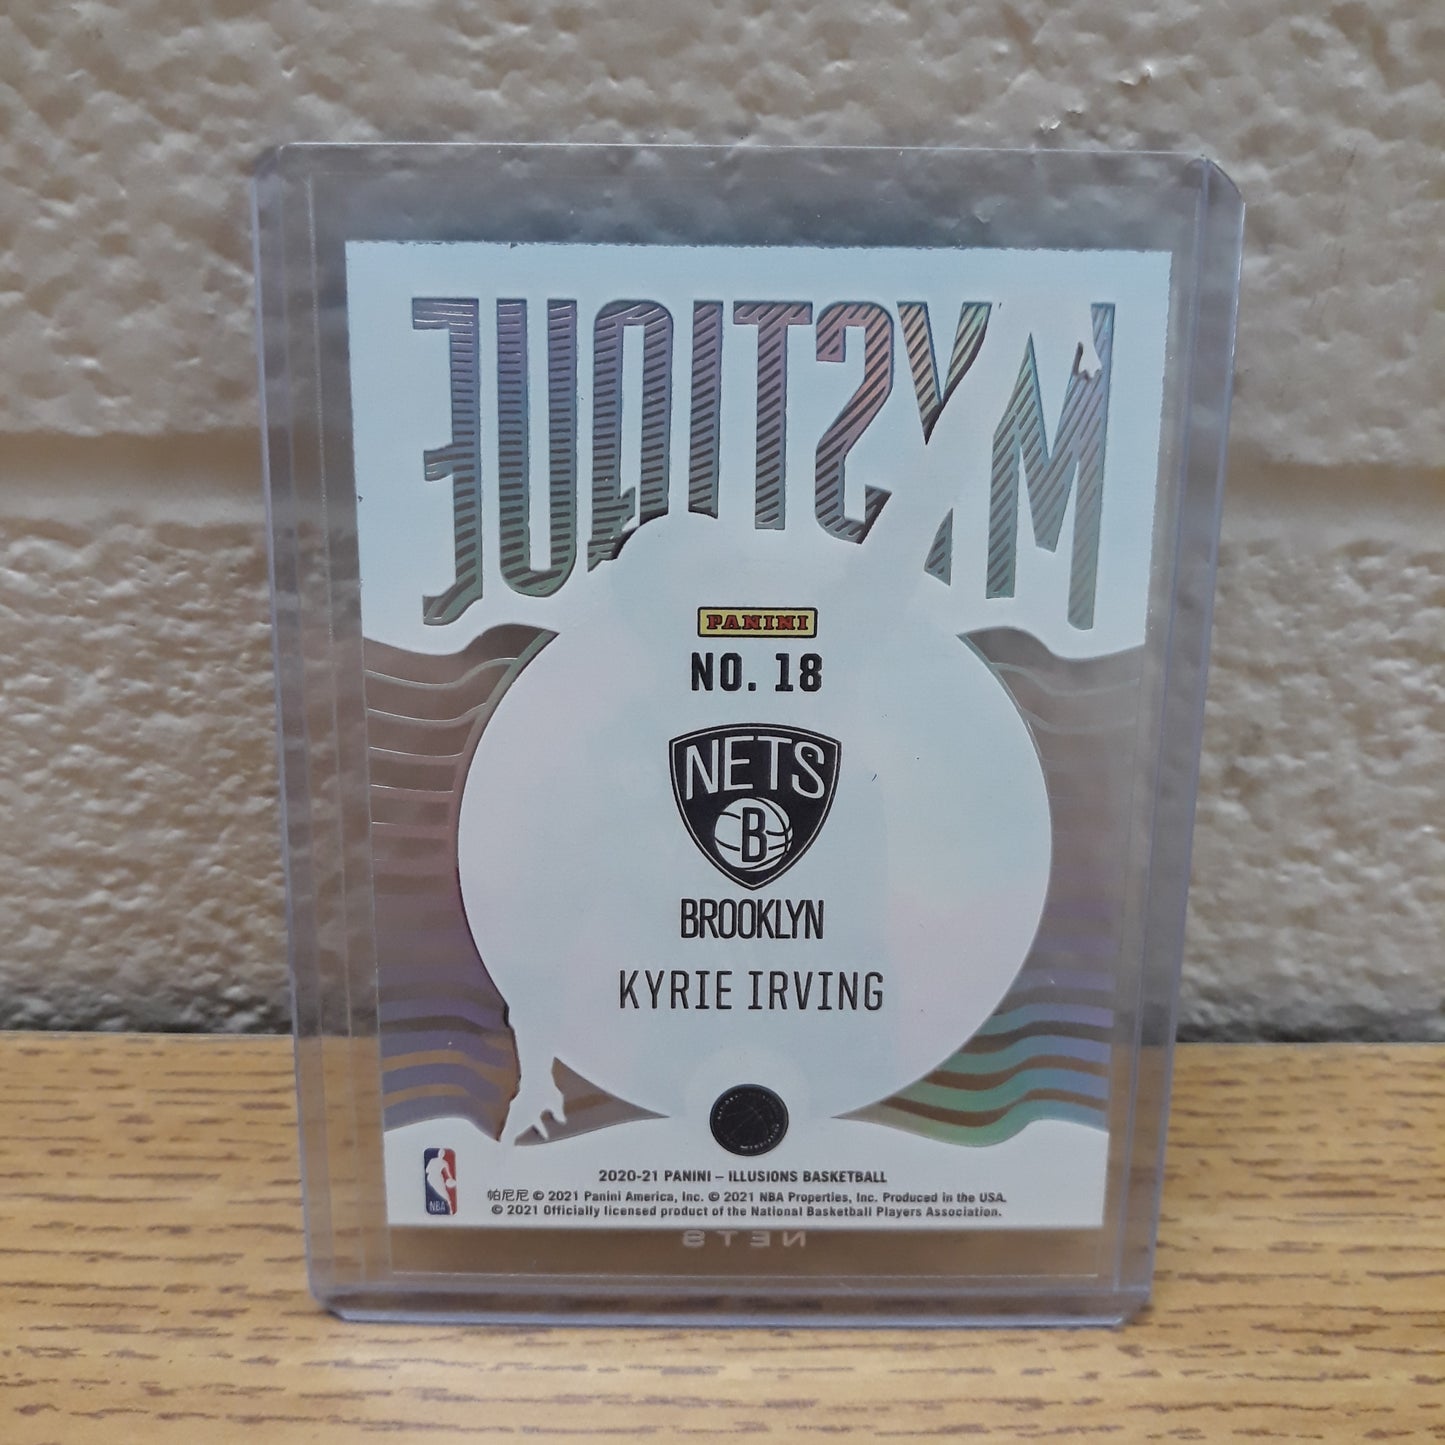 MYSTIQUE
PANINI
NO. 18
NETS
B
BROOKLYN
KYRIE IRVING
2020-21 PANINI – ILLUSIONS BASKETBALL
帕尼尼 © 2021 Panini America, Inc. © 2021 NBA Properties, Inc. Produced in the USA.
© 2021 Officially licensed product of the National Basketball Players Association.
NBA
NETS